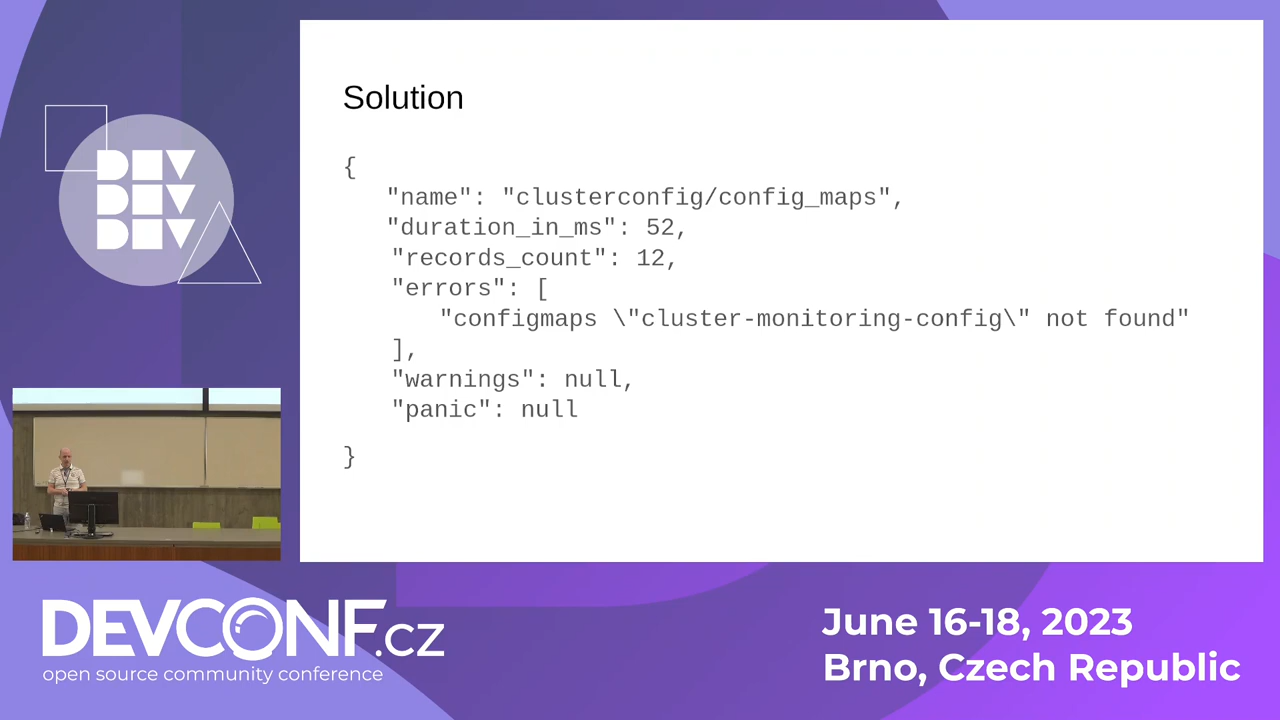 DEV
DEV
DEV
Solution
{
"name": "clusterconfig/config_maps",
"duration_in_ms": 52,
"records_count": 12,
"errors": [
"configmaps \"cluster-monitoring-config\" not found"
],
"warnings": null,
"panic": null
}
DEVCONF.cz
open source community conference
June 16-18, 2023
Brno, Czech Republic